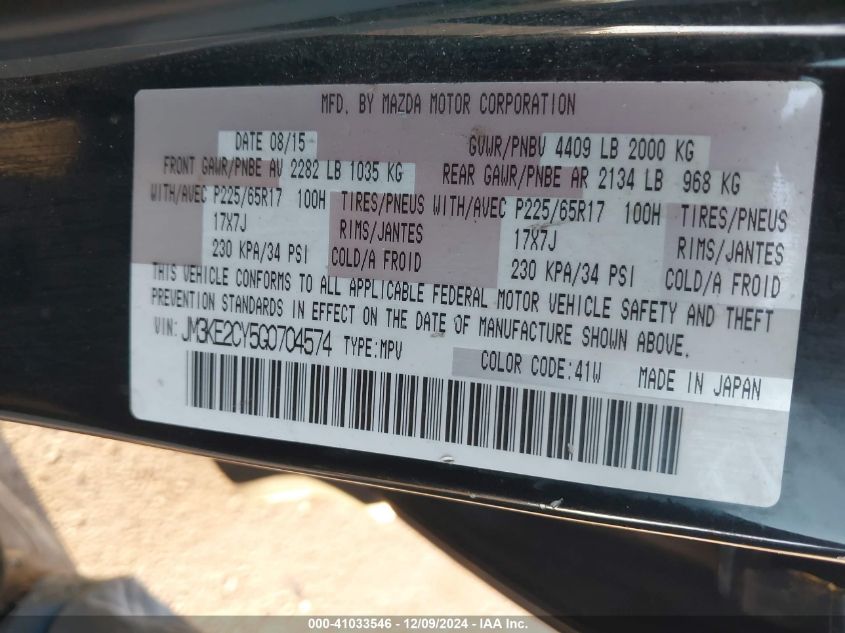 MFD. BY MAZDA MOTOR CORPORATION
DATE 08/15 GVWR/PNBV 4409 LB 2000 KG
FRONT GAWR/PNBE AV 2282 LB 1035 KG REAR GAWR/PNBE AR 2134 LB 968 KG
WITH/AVEC P225/65R17 100H TIRES/PNEUS WITH/AVEC P225/65R17 100H TIRES/PNEUS
17X7J RIMS/JANTES 17X7J RIMS/JANTES
230 KPA/34 PSI COLD/A FROID 230 KPA/34 PSI COLD/A FROID
THIS VEHICLE CONFORMS TO ALL APPLICABLE FEDERAL MOTOR VEHICLE SAFETY AND THEFT
PREVENTION STANDARDS IN EFFECT ON THE DATE OF MANUFACTURE SHOWN ABOVE.
VIN: JM3KE2CY5G0704574 TYPE:MPV COLOR CODE:41W MADE IN JAPAN
000-41033546 - 12/09/2024 - IAA Inc.